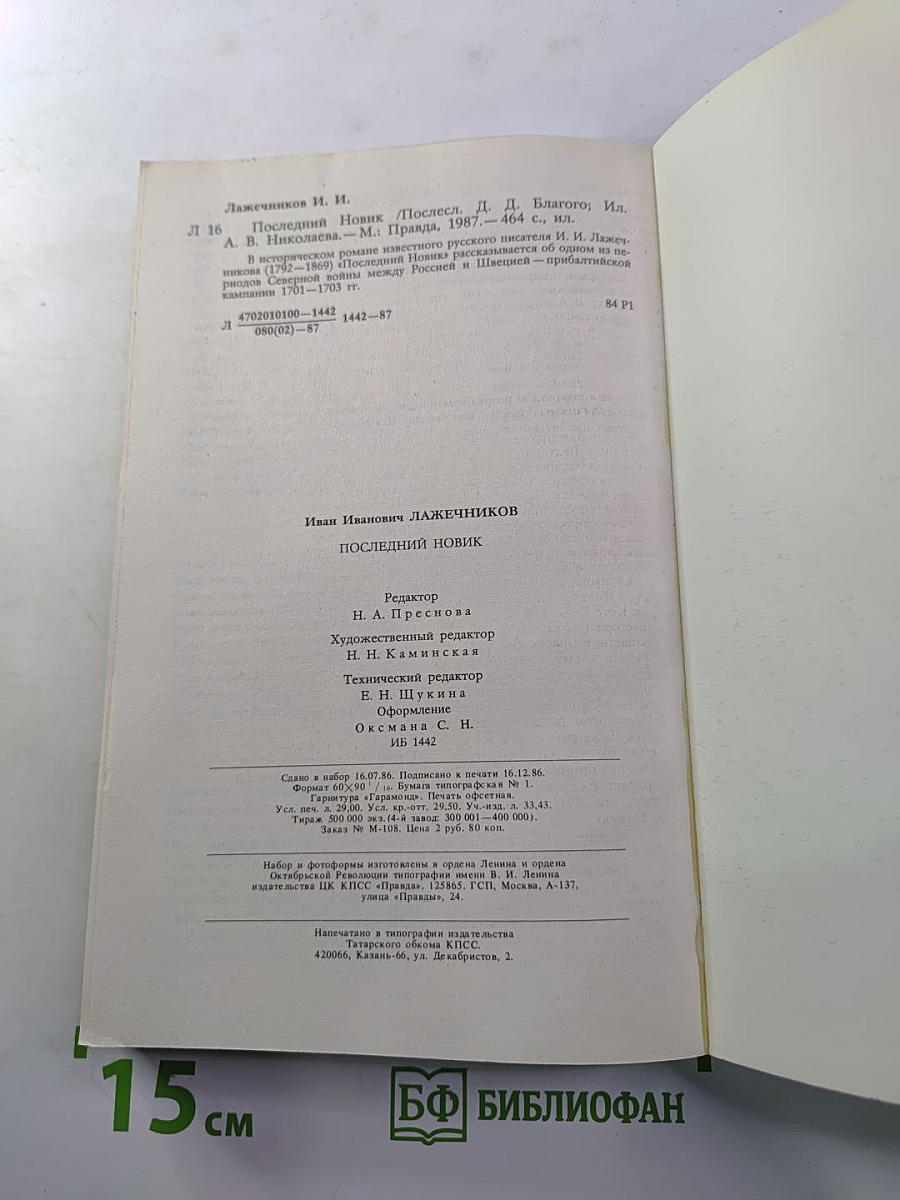 Лажечников И. И.
Л 16 Последний Новик /Послесл. Д. Д. Благого; Ил.
А. В. Николаева.— М.: Правда, 1987.— 464 с., ил.
В историческом романе известного русского писателя И. И. Лажеч-
никова (1792—1869) «Последний Новик» рассказывается об одном из пе-
риодов Северной войны между Россией и Швецией — прибалтийской
кампании 1701—1703 гг.
84 Р1
Л 4702010100—1442 1442—87
080(02)—87
Иван Иванович ЛАЖЕЧНИКОВ
ПОСЛЕДНИЙ НОВИК
Редактор
Н. А. Преснова
Художественный редактор
Н. Н. Каминская
Технический редактор
Е. Н. Щукина
Оформление
Оксмана С. Н.
ИБ 1442
Сдано в набор 16.07.86. Подписано к печати 16.12.86.
Формат 60×90 1/16. Бумага типографская № 1.
Гарнитура «Гарамонд». Печать офсетная.
Усл. печ. л. 29,00. Усл. кр.-отт. 29,50. Уч.-изд. л. 33,43.
Тираж 500 000 экз. (4-й завод: 300 001—400 000).
Заказ № М-108. Цена 2 руб. 80 коп.
Набор и фотоформы изготовлены в ордена Ленина и ордена
Октябрьской Революции типографии имени В. И. Ленина
издательства ЦК КПСС «Правда». 125865. ГСП, Москва, А-137,
улица «Правды», 24.
Напечатано в типографии издательства
Татарского обкома КПСС.
420066, Казань-66, ул. Декабристов, 2.
15 см
БФ БИБЛИОФАН